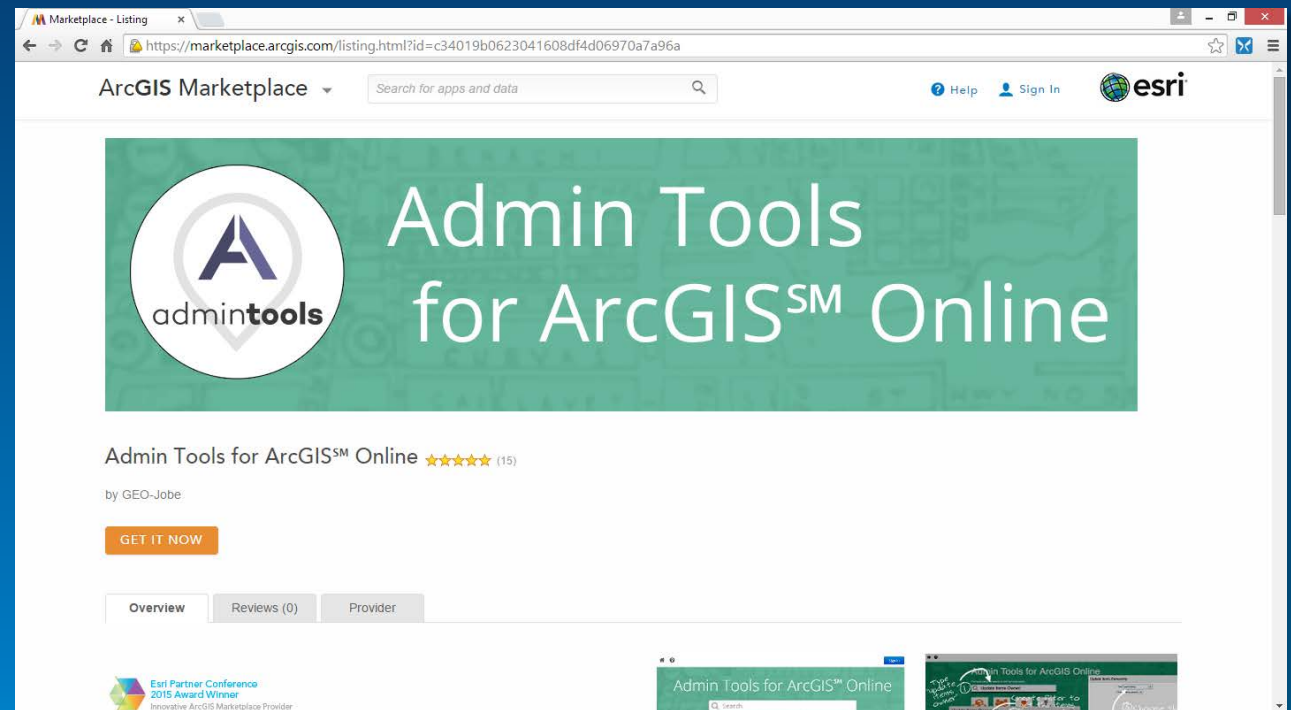 Marketplace - Listing
https://marketplace.arcgis.com/listing.html?id=c34019b0623041608df4d06970a7a96a
ArcGIS Marketplace
Search for apps and data
Help
Sign In
esri
admintools
Admin Tools
for ArcGIS℠ Online
Admin Tools for ArcGIS℠ Online (15)
by GEO-Jobe
GET IT NOW
Overview
Reviews (0)
Provider
Esri Partner Conference
2015 Award Winner
Innovative ArcGIS Marketplace Provider
Admin Tools for ArcGIS℠ Online
Search
Admin Tools for ArcGIS Online
Update Items Owner